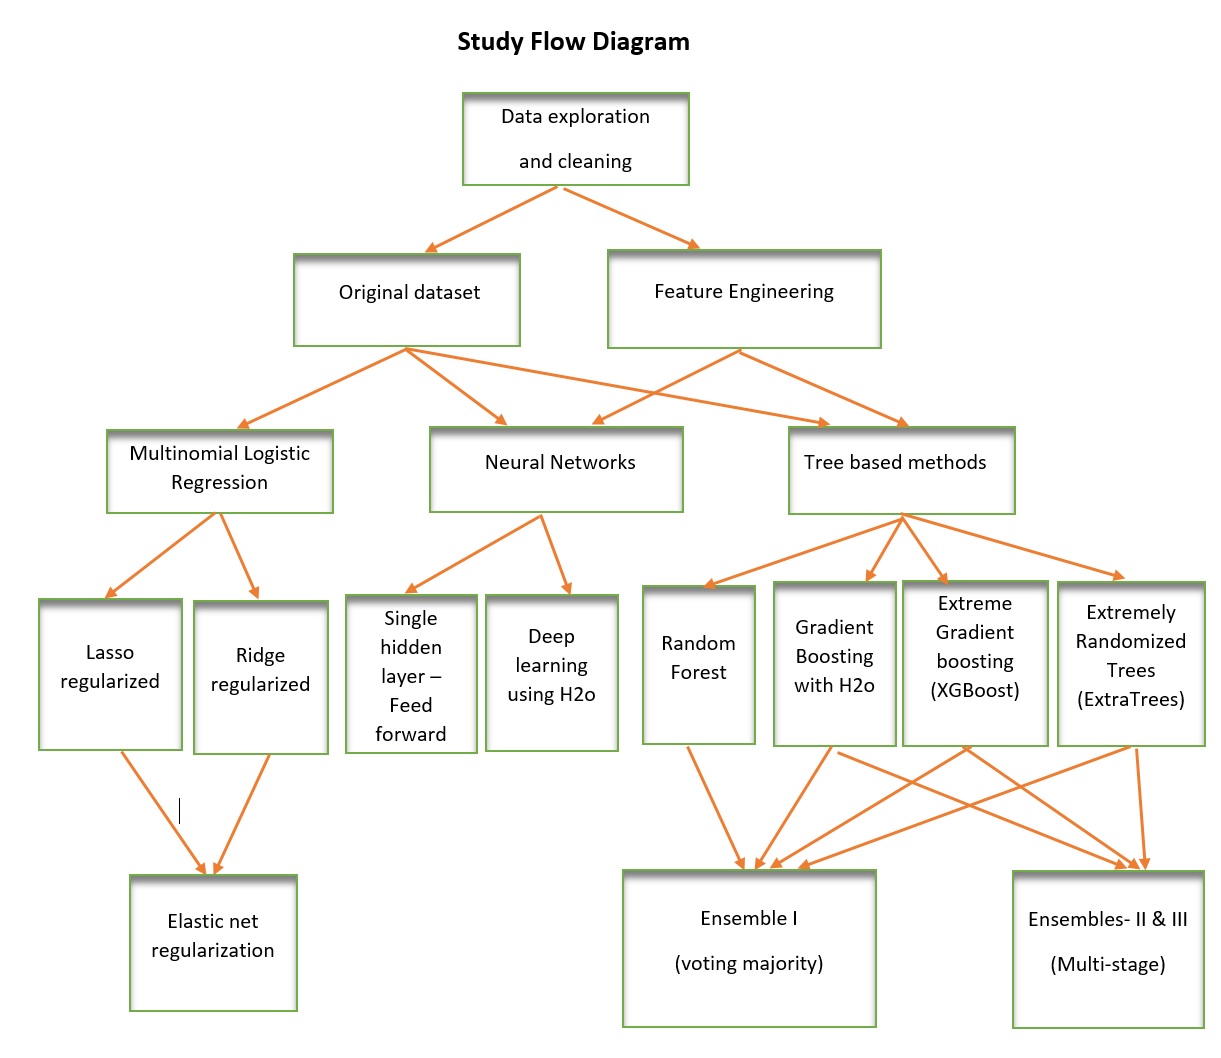 Study Flow Diagram
Data exploration
and cleaning
Original dataset
Feature Engineering
Multinomial Logistic
Regression
Neural Networks
Tree based methods
Lasso
regularized
Ridge
regularized
Single
hidden
layer –
Feed
forward
Deep
learning
using H2o
Random
Forest
Gradient
Boosting
with H2o
Extreme
Gradient
boosting
(XGBoost)
Extremely
Randomized
Trees
(ExtraTrees)
Elastic net
regularization
Ensemble I
(voting majority)
Ensembles- II & III
(Multi-stage)